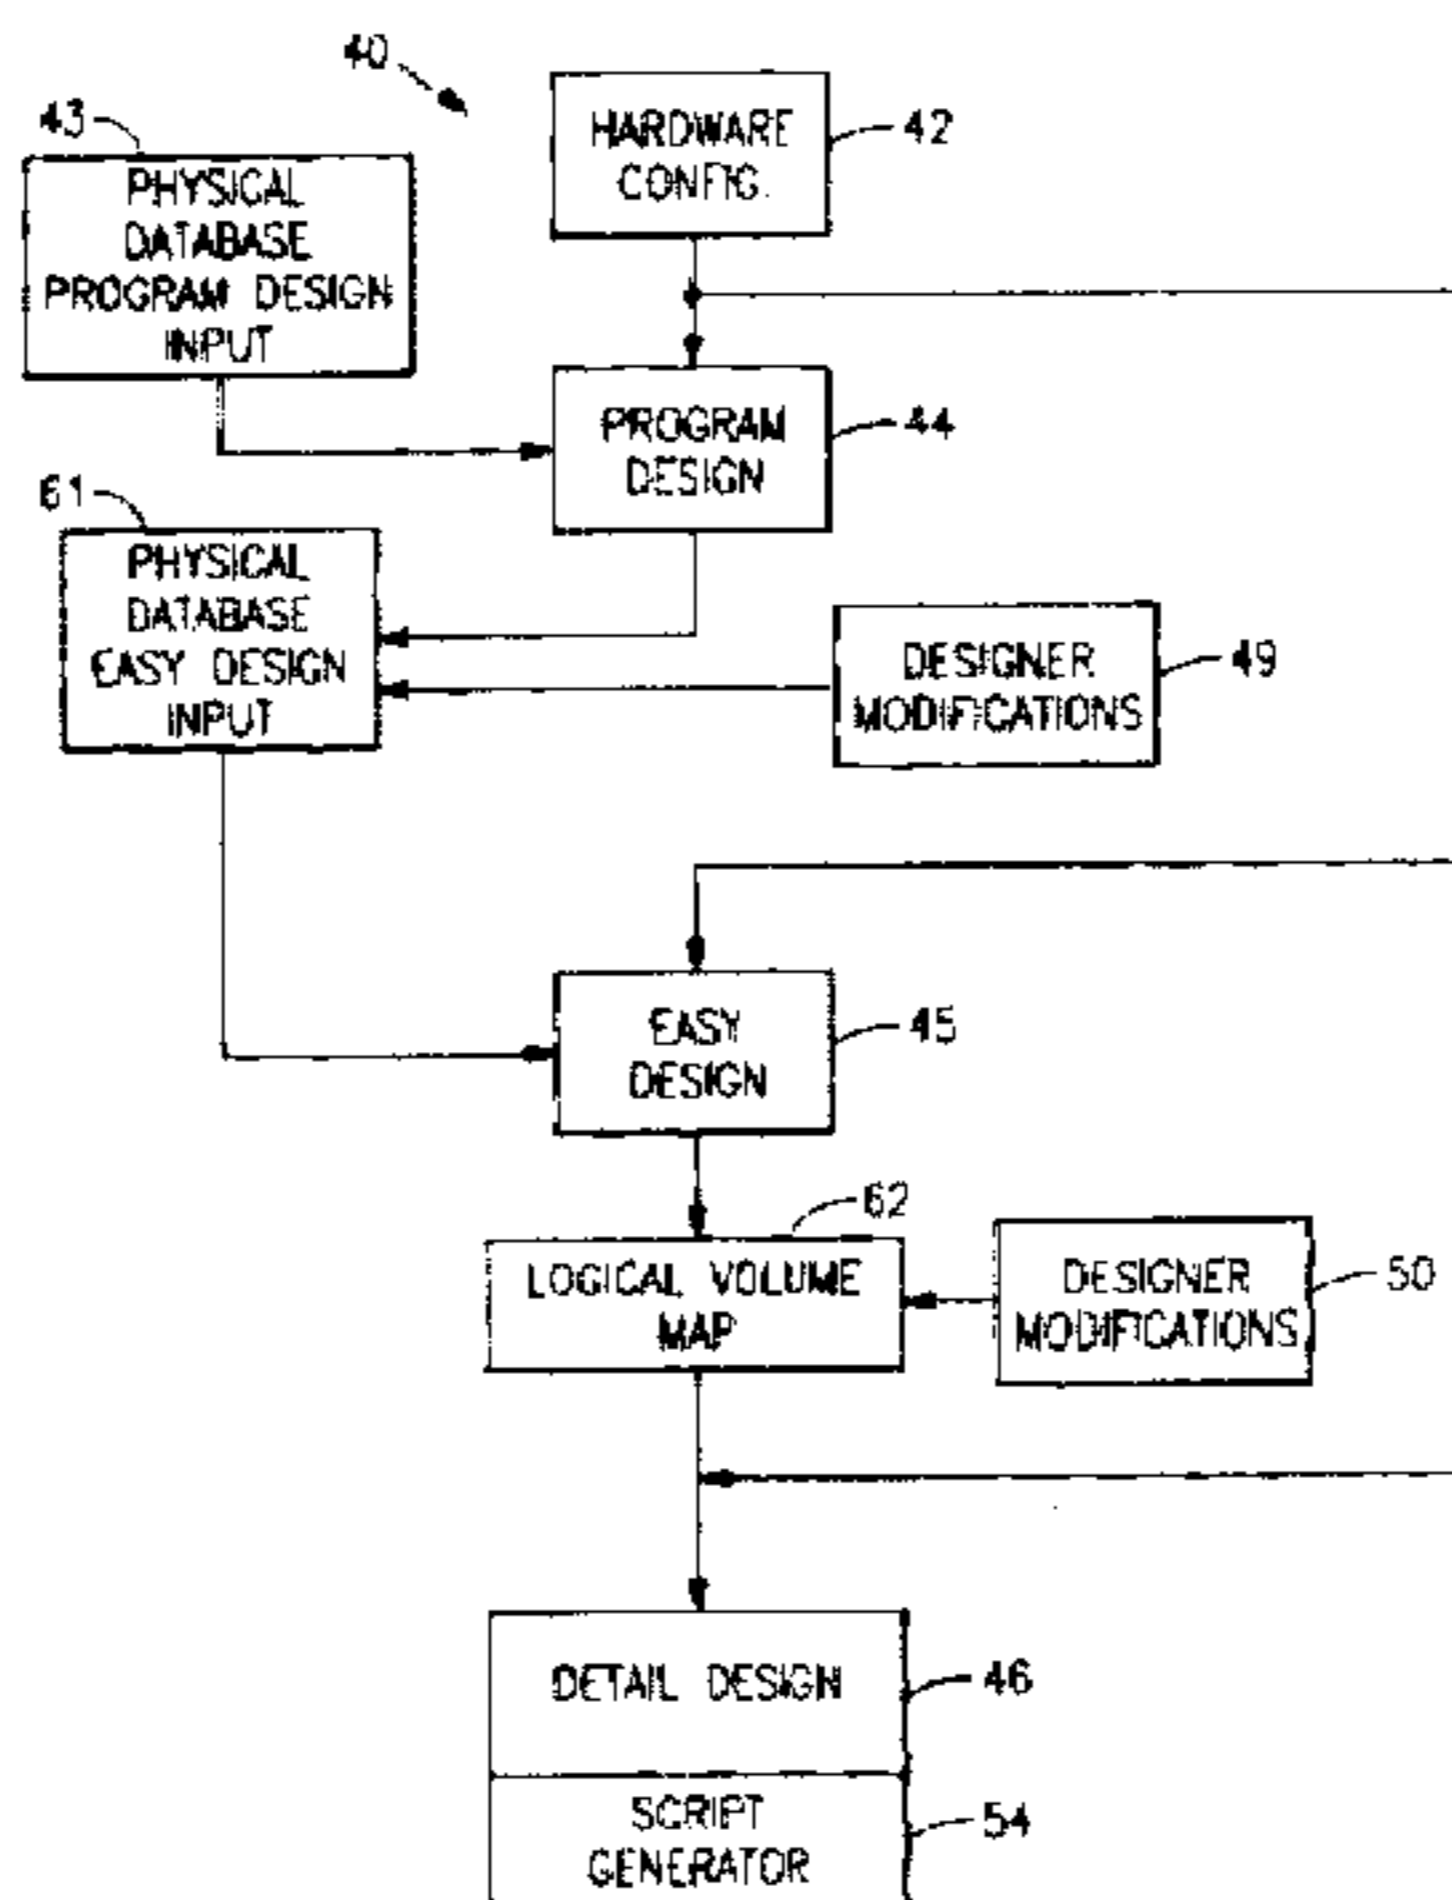 40
43
HARDWARE
CONFIG.
42
PHYSICAL
DATABASE
PROGRAM DESIGN
INPUT
PROGRAM
DESIGN
44
61
PHYSICAL
DATABASE
EASY DESIGN
INPUT
DESIGNER
MODIFICATIONS
49
EASY
DESIGN
45
62
LOGICAL VOLUME
MAP
DESIGNER
MODIFICATIONS
50
DETAIL DESIGN
46
SCRIPT
GENERATOR
54